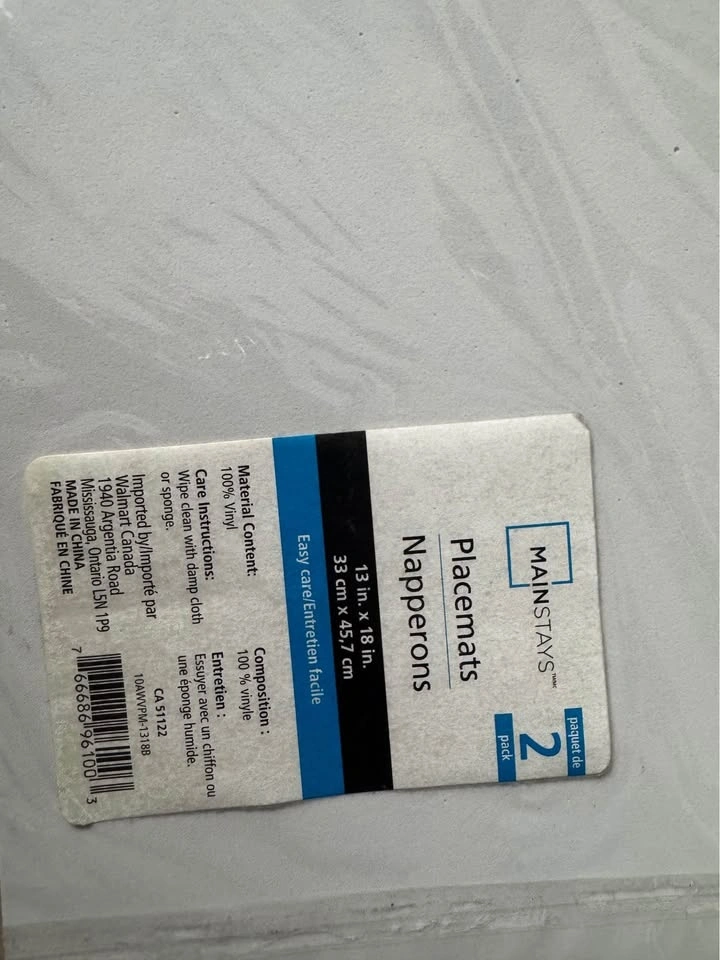 MAINSTAYS™/MC
paquet de
2
pack
Placemats
Napperons
13 in. x 18 in.
33 cm x 45,7 cm
Easy care/Entretien facile
Material Content:
100% Vinyl
Care Instructions:
Wipe clean with damp cloth
or sponge.
Composition :
100 % vinyle
Entretien :
Essuyer avec un chiffon ou
une éponge humide.
Imported by/Importé par
Walmart Canada
1940 Argentia Road
Mississauga, Ontario L5N 1P9
MADE IN CHINA
FABRIQUÉ EN CHINE
CA 51122
10AWVPM-1318B
7 66686 96100 3